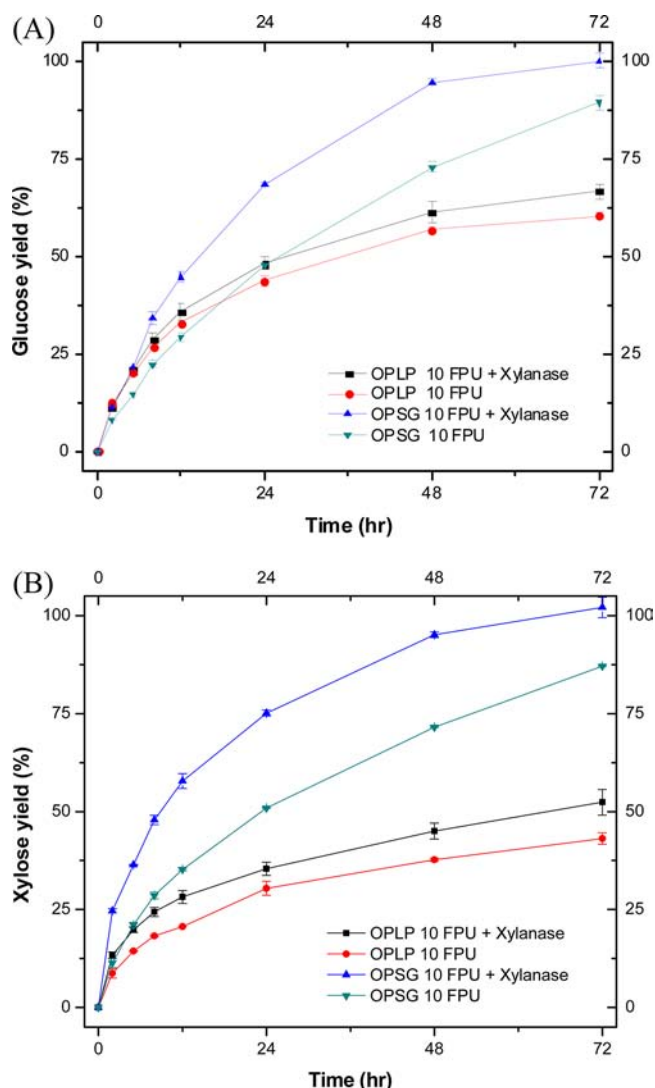 (A)
0 24 48 72
100 100
75 75
50 50
25 25
0 0
Glucose yield (%)
OPLP 10 FPU + Xylanase
OPLP 10 FPU
OPSG 10 FPU + Xylanase
OPSG 10 FPU
0 12 24 48 72
Time (hr)
(B)
0 24 48 72
100 100
75 75
50 50
25 25
0 0
Xylose yield (%)
OPLP 10 FPU + Xylanase
OPLP 10 FPU
OPSG 10 FPU + Xylanase
OPSG 10 FPU
0 12 24 48 72
Time (hr)